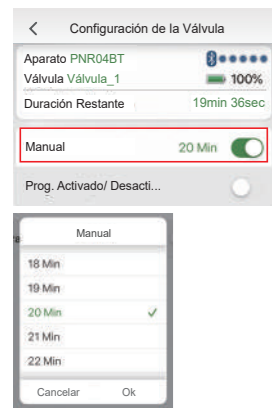 Configuración de la Válvula
Aparato PNR04BT
Válvula Válvula_1 100%
Duración Restante 19min 36sec
Manual 20 Min
Prog. Activado/ Desacti...
Manual
18 Min
19 Min
20 Min
21 Min
22 Min
Cancelar Ok